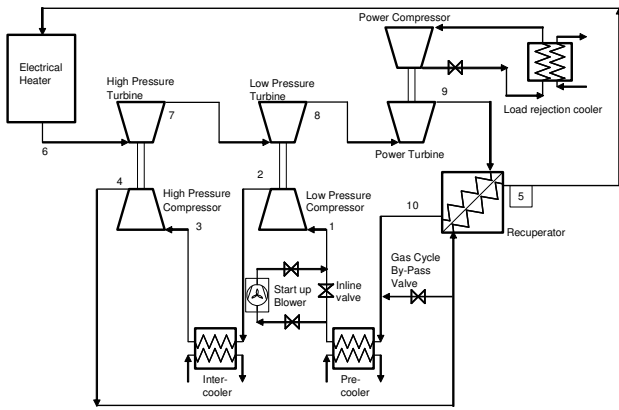 Power Compressor
Electrical
Heater
High Pressure
Turbine
Low Pressure
Turbine
7
8
9
Load rejection cooler
6
Power Turbine
4
2
High Pressure
Compressor
Low Pressure
Compressor
3
1
10
5
Recuperator
Gas Cycle
By-Pass
Valve
Start up
Blower
Inline
valve
Inter-
cooler
Pre-
cooler